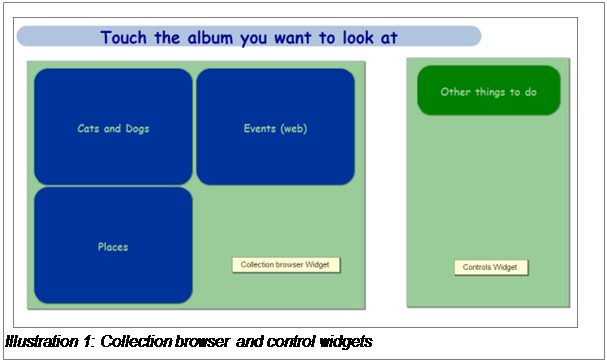 Touch the album you want to look at
Cats and Dogs
Events (web)
Other things to do
Places
Collection browser Widget
Controls Widget
Illustration 1: Collection browser and control widgets